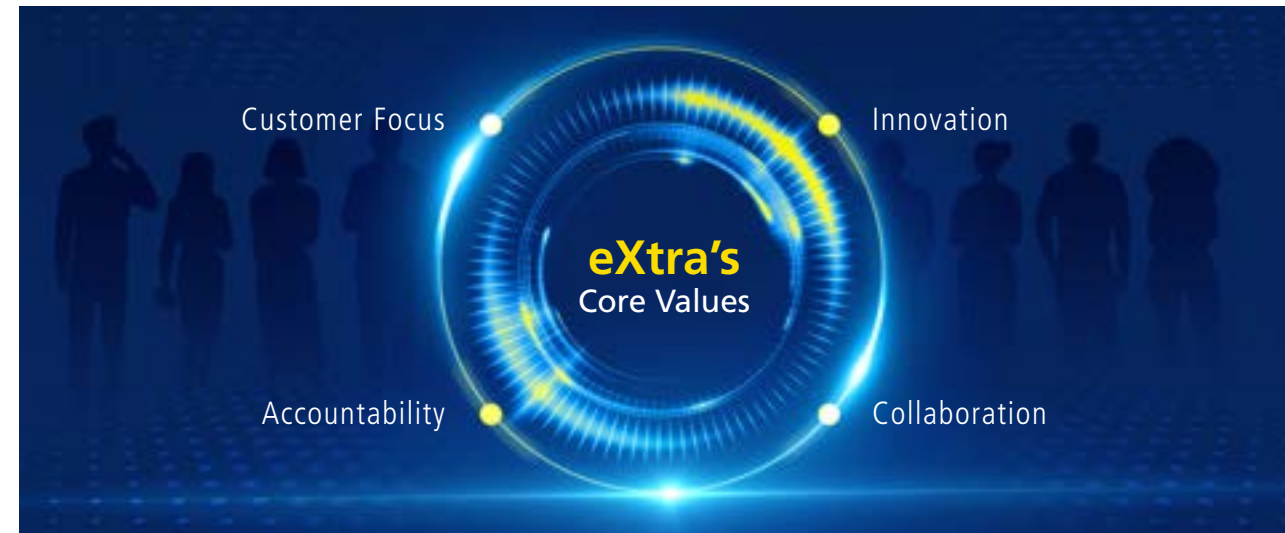 Customer Focus
Innovation
eXtra’s
Core Values
Accountability
Collaboration